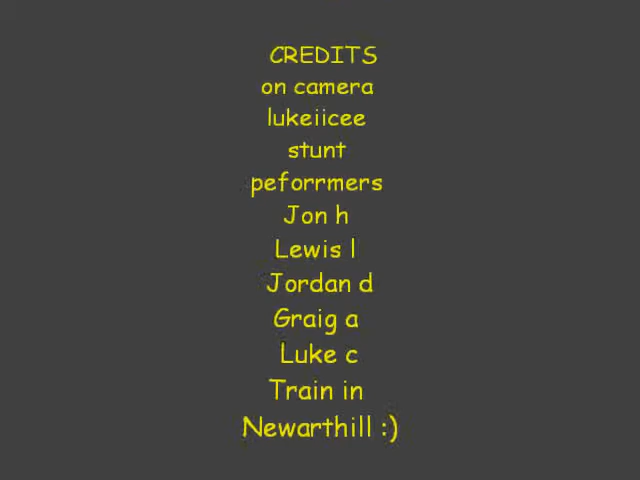 CREDITS
on camera
lukeiicee
stunt
peforrmers
Jon h
Lewis l
Jordan d
Graig a
Luke c
Train in
Newarthill :)